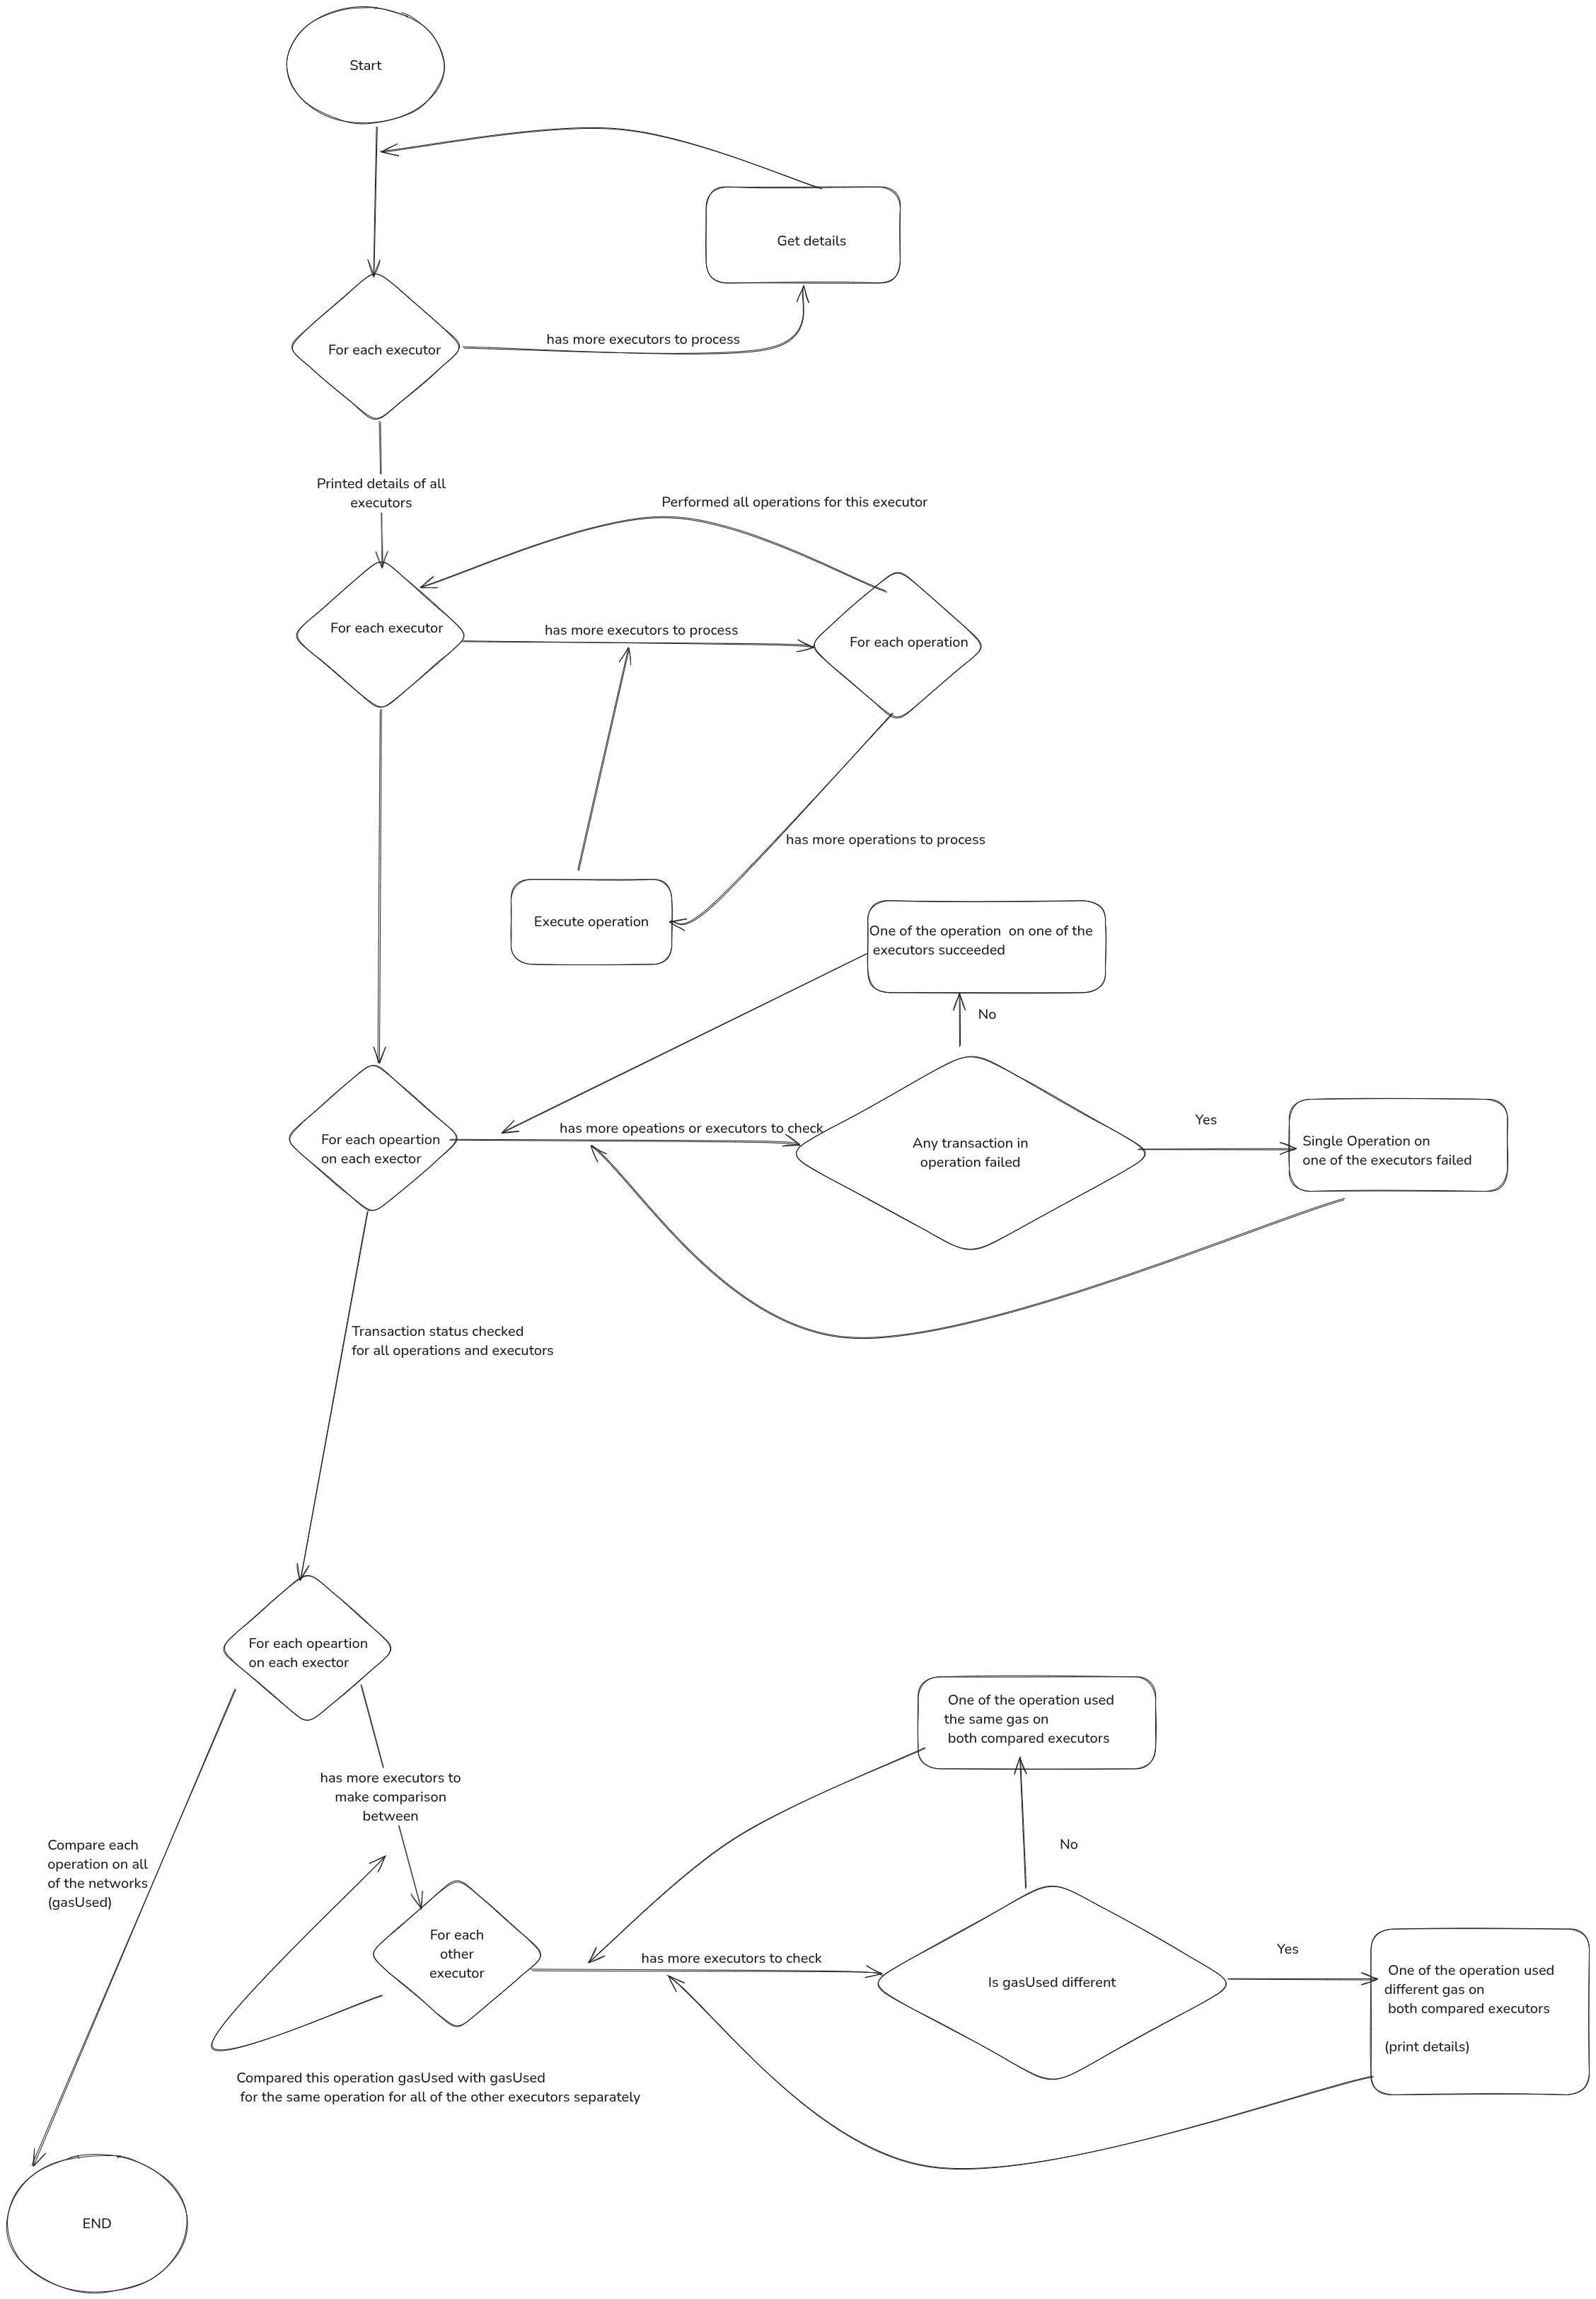 Start
Get details
has more executors to process
For each executor
Printed details of all
executors
Performed all operations for this executor
For each executor
has more executors to process
For each operation
has more operations to process
Execute operation
One of the operation  on one of the
executors succeeded
No
has more opeations or executors to check
Yes
For each opeartion
on each exector
Any transaction in
operation failed
Single Operation on
one of the executors failed
Transaction status checked
for all operations and executors
For each opeartion
on each exector
One of the operation used
the same gas on
both compared executors
has more executors to
make comparison
between
No
Compare each
operation on all
of the networks
(gasUsed)
For each
other
executor
has more executors to check
Yes
Is gasUsed different
One of the operation used
different gas on
both compared executors
(print details)
Compared this operation gasUsed with gasUsed
for the same operation for all of the other executors separately
END